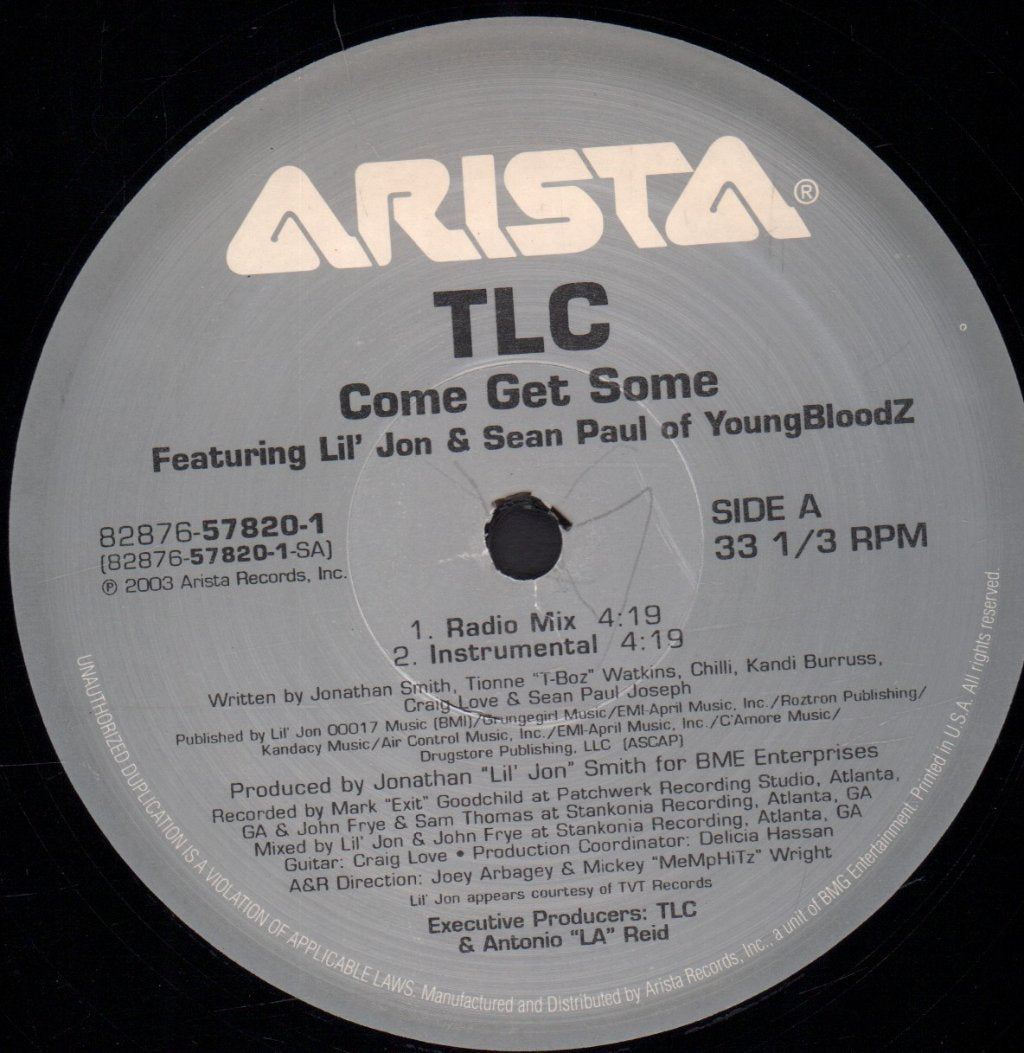 ARISTA®
TLC
Come Get Some
Featuring Lil' Jon & Sean Paul of YoungBloodZ
82876-57820-1
(82876-57820-1-SA)
℗ 2003 Arista Records, Inc.
SIDE A
33 1/3 RPM
1. Radio Mix 4:19
2. Instrumental 4:19
Written by Jonathan Smith, Tionne "T-Boz" Watkins, Chilli, Kandi Burruss,
Craig Love & Sean Paul Joseph
Published by Lil' Jon 00017 Music (BMI)/Grungegirl Music/EMI-April Music, Inc./Roztron Publishing/
Kandacy Music/Air Control Music, Inc./EMI-April Music, Inc./C'Amore Music/
Drugstore Publishing, LLC (ASCAP)
Produced by Jonathan "Lil' Jon" Smith for BME Enterprises
Recorded by Mark "Exit" Goodchild at Patchwerk Recording Studio, Atlanta,
GA & John Frye & Sam Thomas at Stankonia Recording, Atlanta, GA
Mixed by Lil' Jon & John Frye at Stankonia Recording, Atlanta, GA
Guitar: Craig Love • Production Coordinator: Delicia Hassan
A&R Direction: Joey Arbagey & Mickey "MeMpHiTz" Wright
Lil' Jon appears courtesy of TVT Records
Executive Producers: TLC
& Antonio "LA" Reid
UNAUTHORIZED DUPLICATION IS A VIOLATION OF APPLICABLE LAWS. Manufactured and Distributed by Arista Records, Inc., a unit of BMG Entertainment. Printed in U.S.A. All rights reserved.